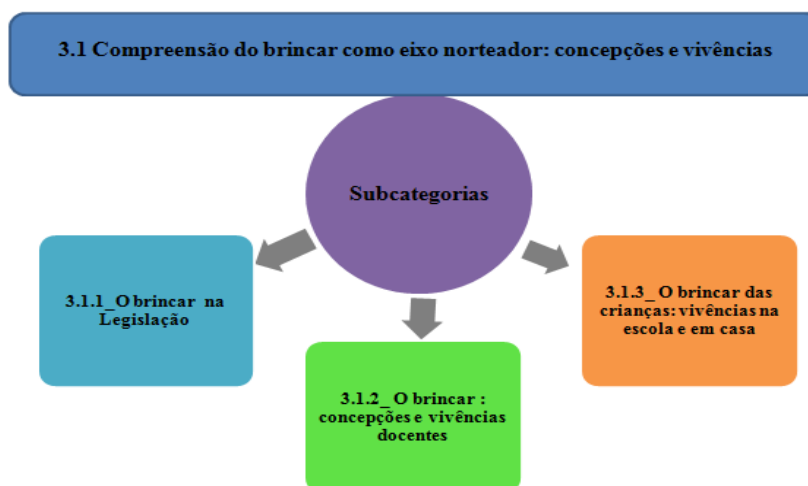 3.1 Compreensão do brincar como eixo norteador: concepções e vivências
Subcategorias
3.1.1_O brincar na
Legislação
3.1.2_ O brincar :
concepções e vivências
docentes
3.1.3_ O brincar das
crianças: vivências na
escola e em casa